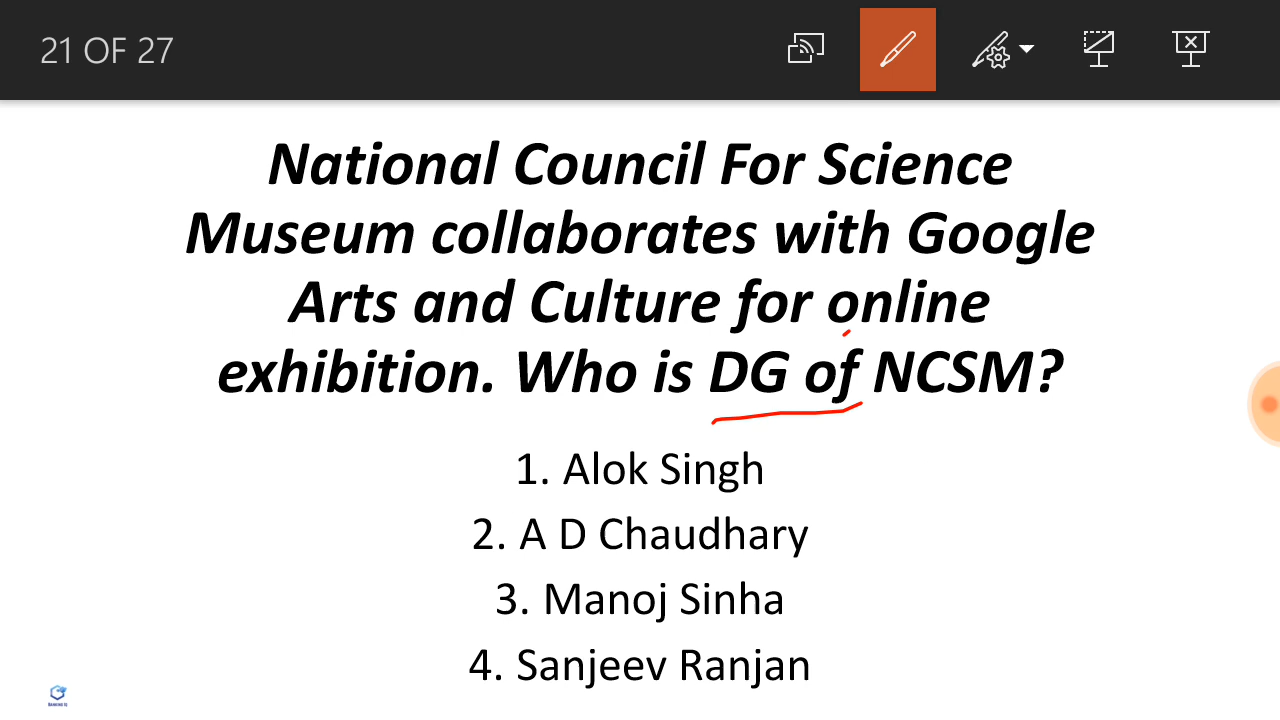 21 OF 27
National Council For Science
Museum collaborates with Google
Arts and Culture for online
exhibition. Who is DG of NCSM?
1. Alok Singh
2. A D Chaudhary
3. Manoj Sinha
4. Sanjeev Ranjan